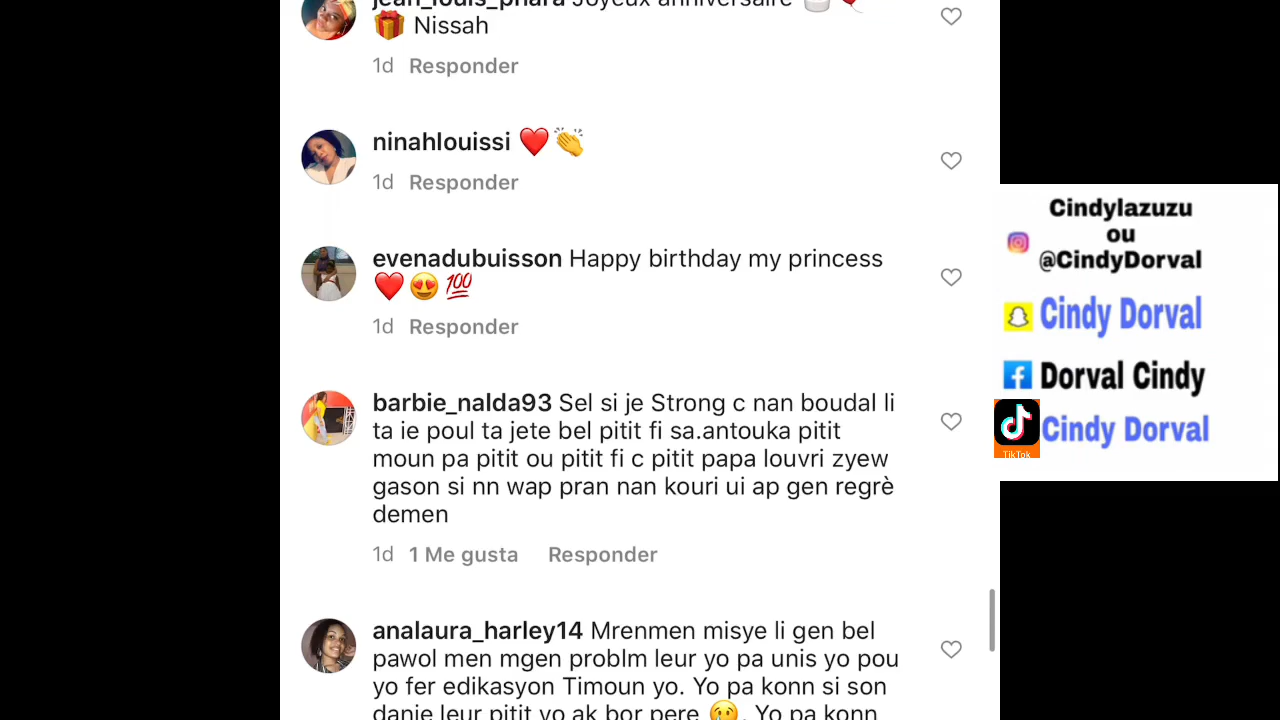 jean_louis_phara Joyeux anniversaire 🎂🎈
🎁 Nissah
1d Responder
ninahlouissi ❤️👏
1d Responder
evenadubuisson Happy birthday my princess
❤️😍💯
1d Responder
barbie_nalda93 Sel si je Strong c nan boudal li
ta ie poul ta jete bel pitit fi sa.antouka pitit
moun pa pitit ou pitit fi c pitit papa louvri zyew
gason si nn wap pran nan kouri ui ap gen regrè
demen
1d 1 Me gusta Responder
analaura_harley14 Mrenmen misye li gen bel
pawol men mgen problm leur yo pa unis yo pou
yo fer edikasyon Timoun yo. Yo pa konn si son
danje leur pitit yo ak bor pere 🥲. Yo pa konn
Cindylazuzu
ou
@CindyDorval
Cindy Dorval
Dorval Cindy
Cindy Dorval
TikTok